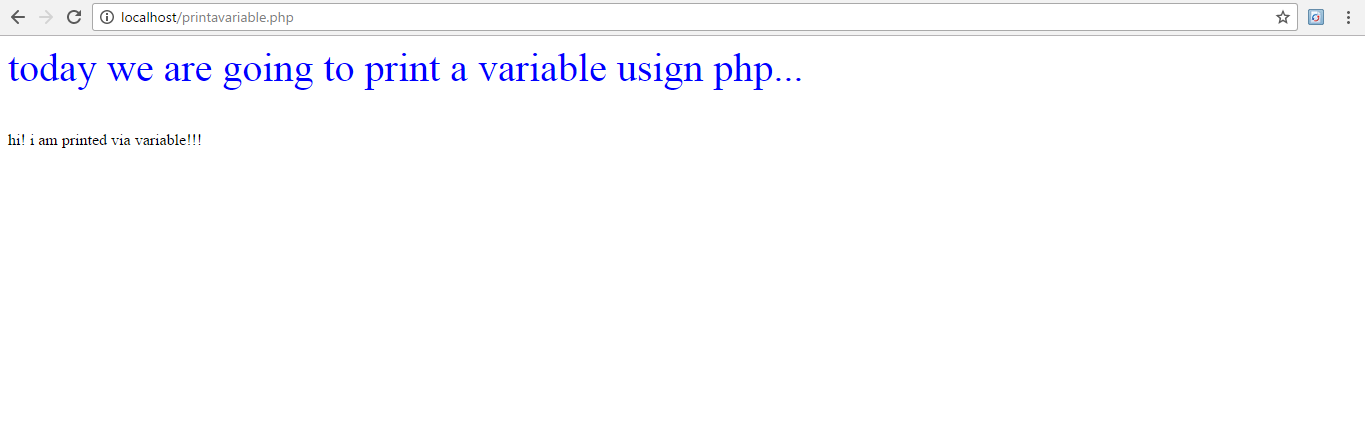 localhost/printavariable.php
today we are going to print a variable usign php...
hi! i am printed via variable!!!